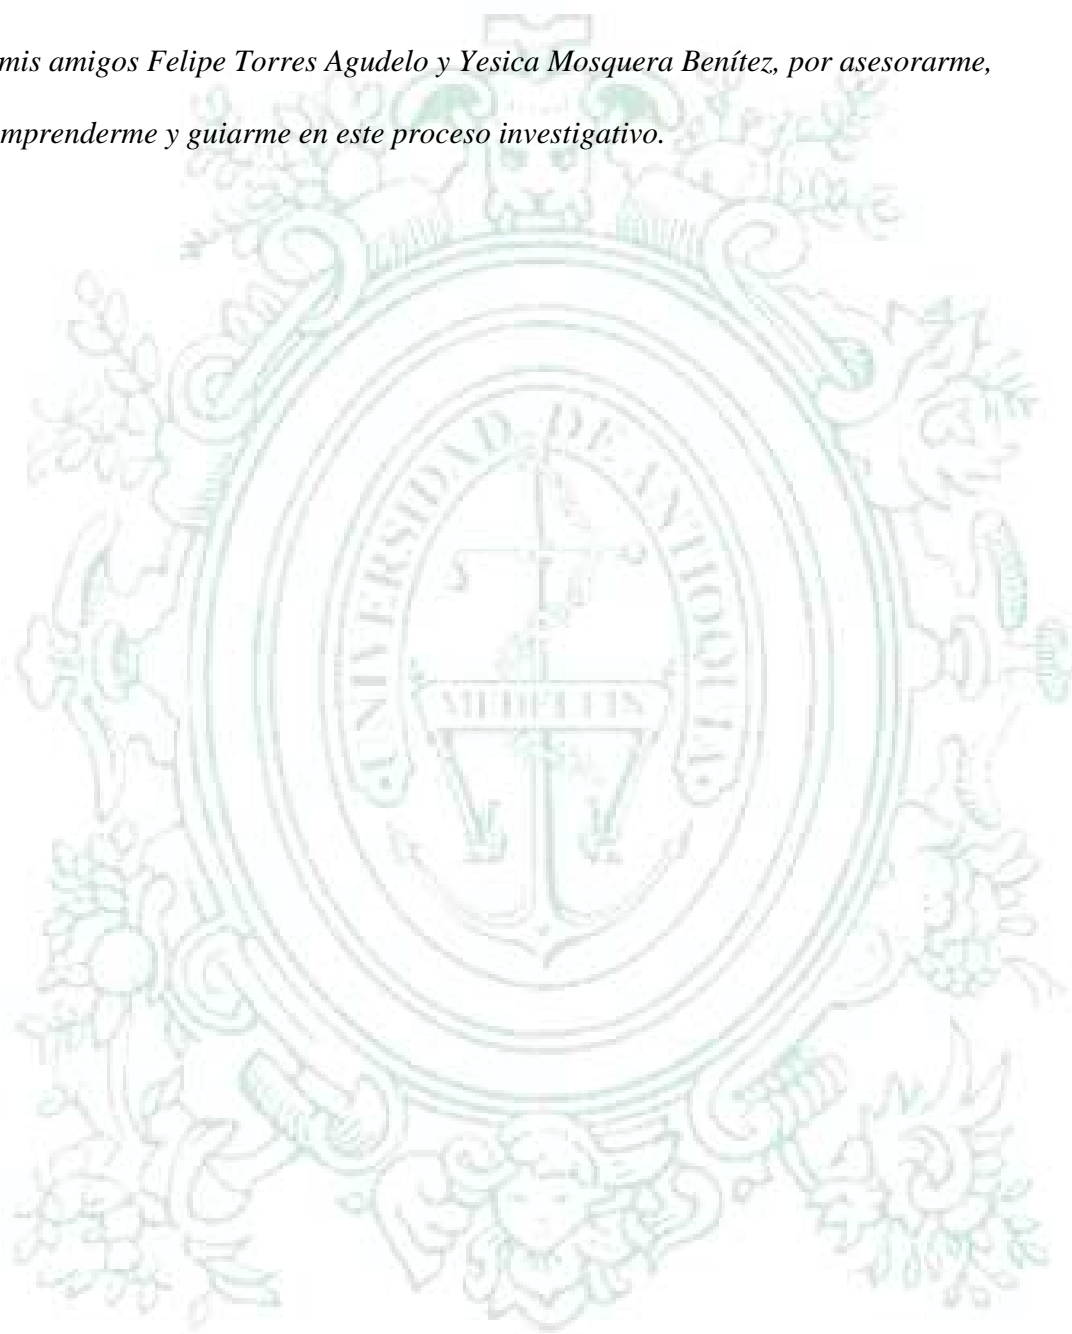 mis amigos Felipe Torres Agudelo y Yesica Mosquera Benítez, por asesorarme,
mprenderme y guiarme en este proceso investigativo.
UNIVERSIDAD DE ANTIOQUIA
MEDELLIN